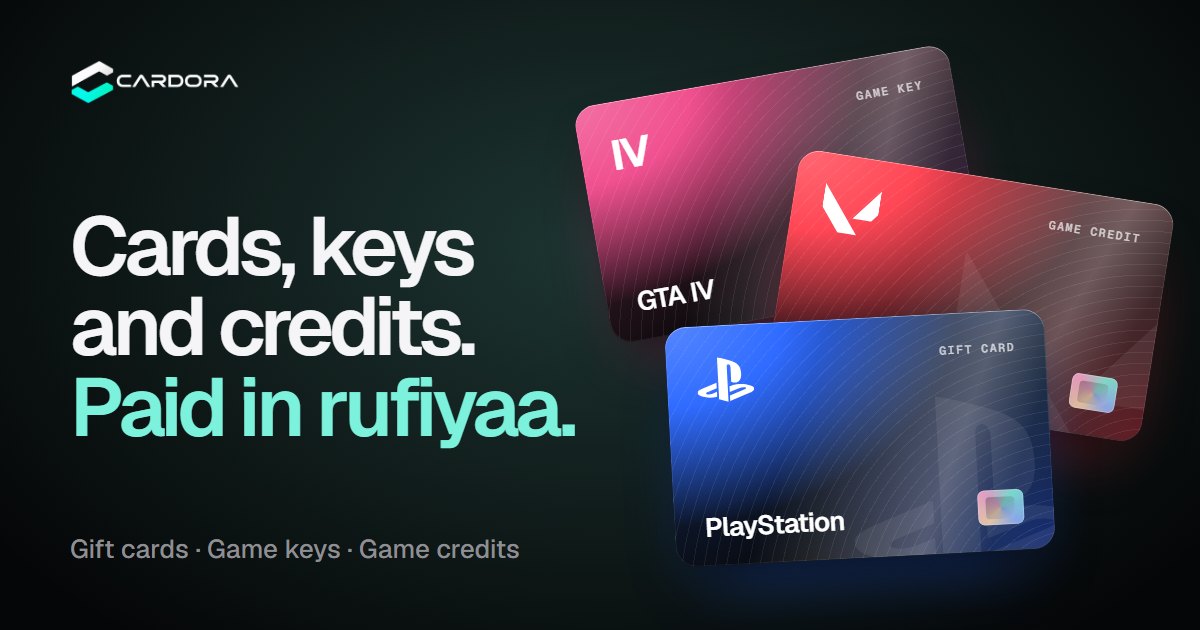 CARDORA
Cards, keys
and credits.
Paid in rufiyaa.
Gift cards · Game keys · Game credits
GAME KEY
IV
GTA IV
GAME CREDIT
GIFT CARD
PlayStation